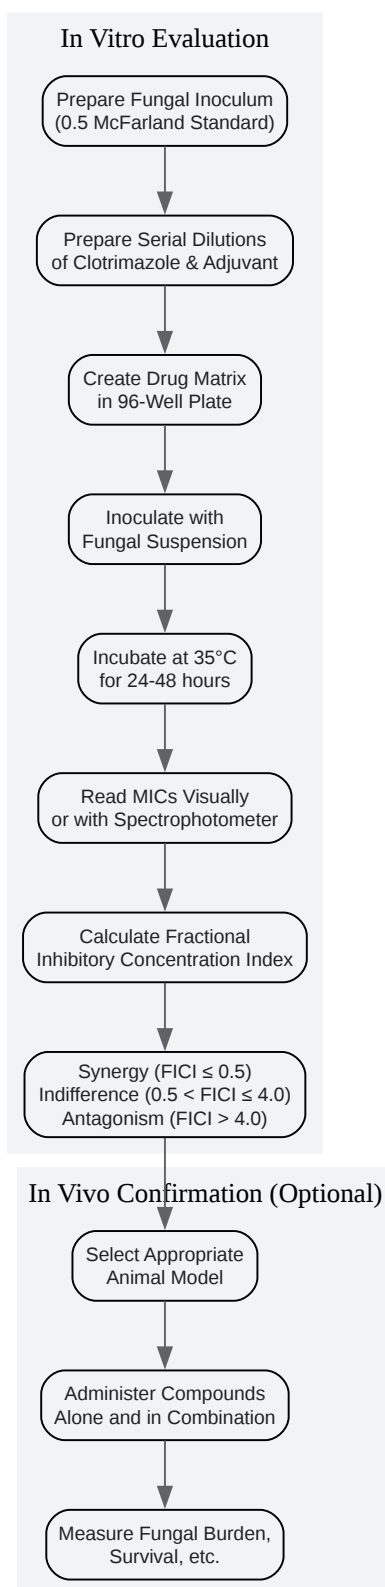 In Vitro Evaluation
Prepare Fungal Inoculum
(0.5 McFarland Standard)
Prepare Serial Dilutions
of Clotrimazole & Adjuvant
Create Drug Matrix
in 96-Well Plate
Inoculate with
Fungal Suspension
Incubate at 35°C
for 24-48 hours
Read MICs Visually
or with Spectrophotometer
Calculate Fractional
Inhibitory Concentration Index
Synergy (FICI ≤ 0.5)
Indifference (0.5 < FICI ≤ 4.0)
Antagonism (FICI > 4.0)
In Vivo Confirmation (Optional)
Select Appropriate
Animal Model
Administer Compounds
Alone and in Combination
Measure Fungal Burden,
Survival, etc.